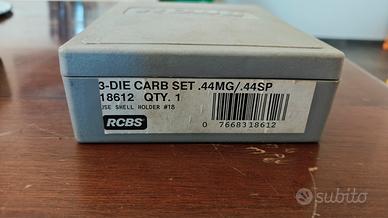 3-DIE CARB SET .44MG/.44SP
18612 QTY. 1
USE SHELL HOLDER #18
RCBS
0 76683 18612
subito